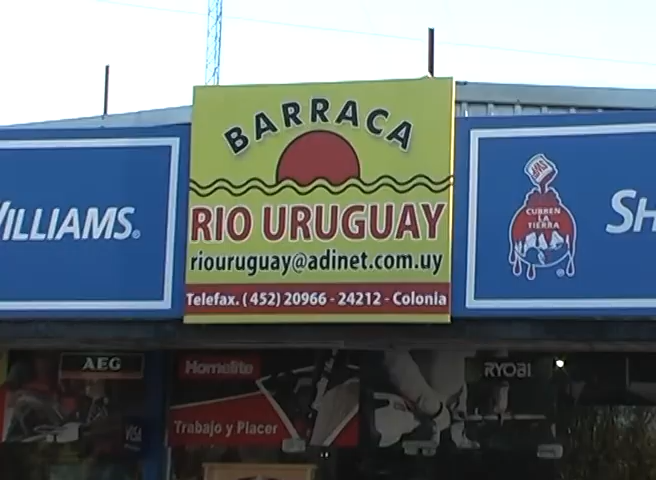 BARRACA
RIO URUGUAY
riouruguay@adinet.com.uy
Telefax. (452) 20966 - 24212 - Colonia
WILLIAMS.
CUBREN
LA
TIERRA
SH
AEG
Homelite
RYOBI
Trabajo y Placer
VISA